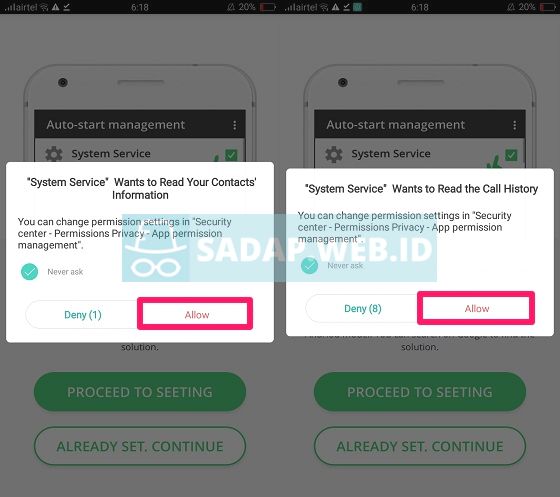 airtel 6:18 20%
Auto-start management
System Service
"System Service" Wants to Read Your Contacts'
Information
You can change permission settings in "Security
center - Permissions Privacy - App permission
management".
Never ask
Deny (1) Allow
solution.
PROCEED TO SEETING
ALREADY SET. CONTINUE
airtel 6:18 20%
Auto-start management
System Service
"System Service" Wants to Read the Call History
You can change permission settings in "Security
center - Permissions Privacy - App permission
management".
Never ask
Deny (8) Allow
solution.
PROCEED TO SEETING
ALREADY SET. CONTINUE
SADAP WEB.ID